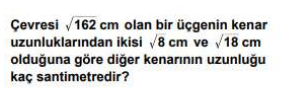 Çevresi √162 cm olan bir üçgenin kenar
uzunluklarından ikisi √8 cm ve √18 cm
olduğuna göre diğer kenarının uzunluğu
kaç santimetredir?